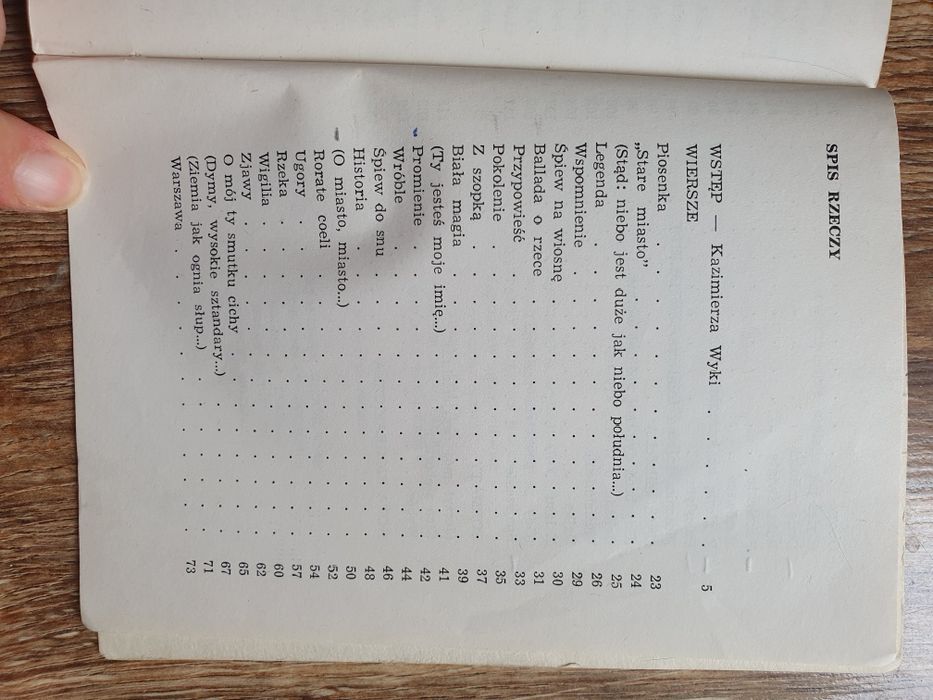 SPIS RZECZY
WSTĘP — Kazimierza Wyki . . . . . . 5
WIERSZE
Piosenka . . . . . . . . 23
„Stare miasto” . . . . . . . 24
(Stąd: niebo jest duże jak niebo południa...) . . 25
Legenda . . . . . . . . 26
Wspomnienie . . . . . . . 29
Śpiew na wiosnę . . . . . . . 30
Ballada o rzece . . . . . . . 31
Przypowieść . . . . . . . 33
Pokolenie . . . . . . . . 35
Z szopką . . . . . . . . 37
Biała magia . . . . . . . . 39
(Ty jesteś moje imię...) . . . . . . 41
Promienie . . . . . . . . 42
Wróble . . . . . . . . 44
Śpiew do snu . . . . . . . 46
Historia . . . . . . . . 48
(O miasto, miasto...) . . . . . . 50
Rorate coeli . . . . . . . . 52
Ugory . . . . . . . . 54
Rzeka . . . . . . . . . 57
Wigilia . . . . . . . . 60
Zjawy . . . . . . . . . 62
O mój ty smutku cichy . . . . . . 65
(Dymy, wysokie sztandary...) . . . . . 67
(Ziemia jak ognia słup...) . . . . . . 71
Warszawa . . . . . . . . 73